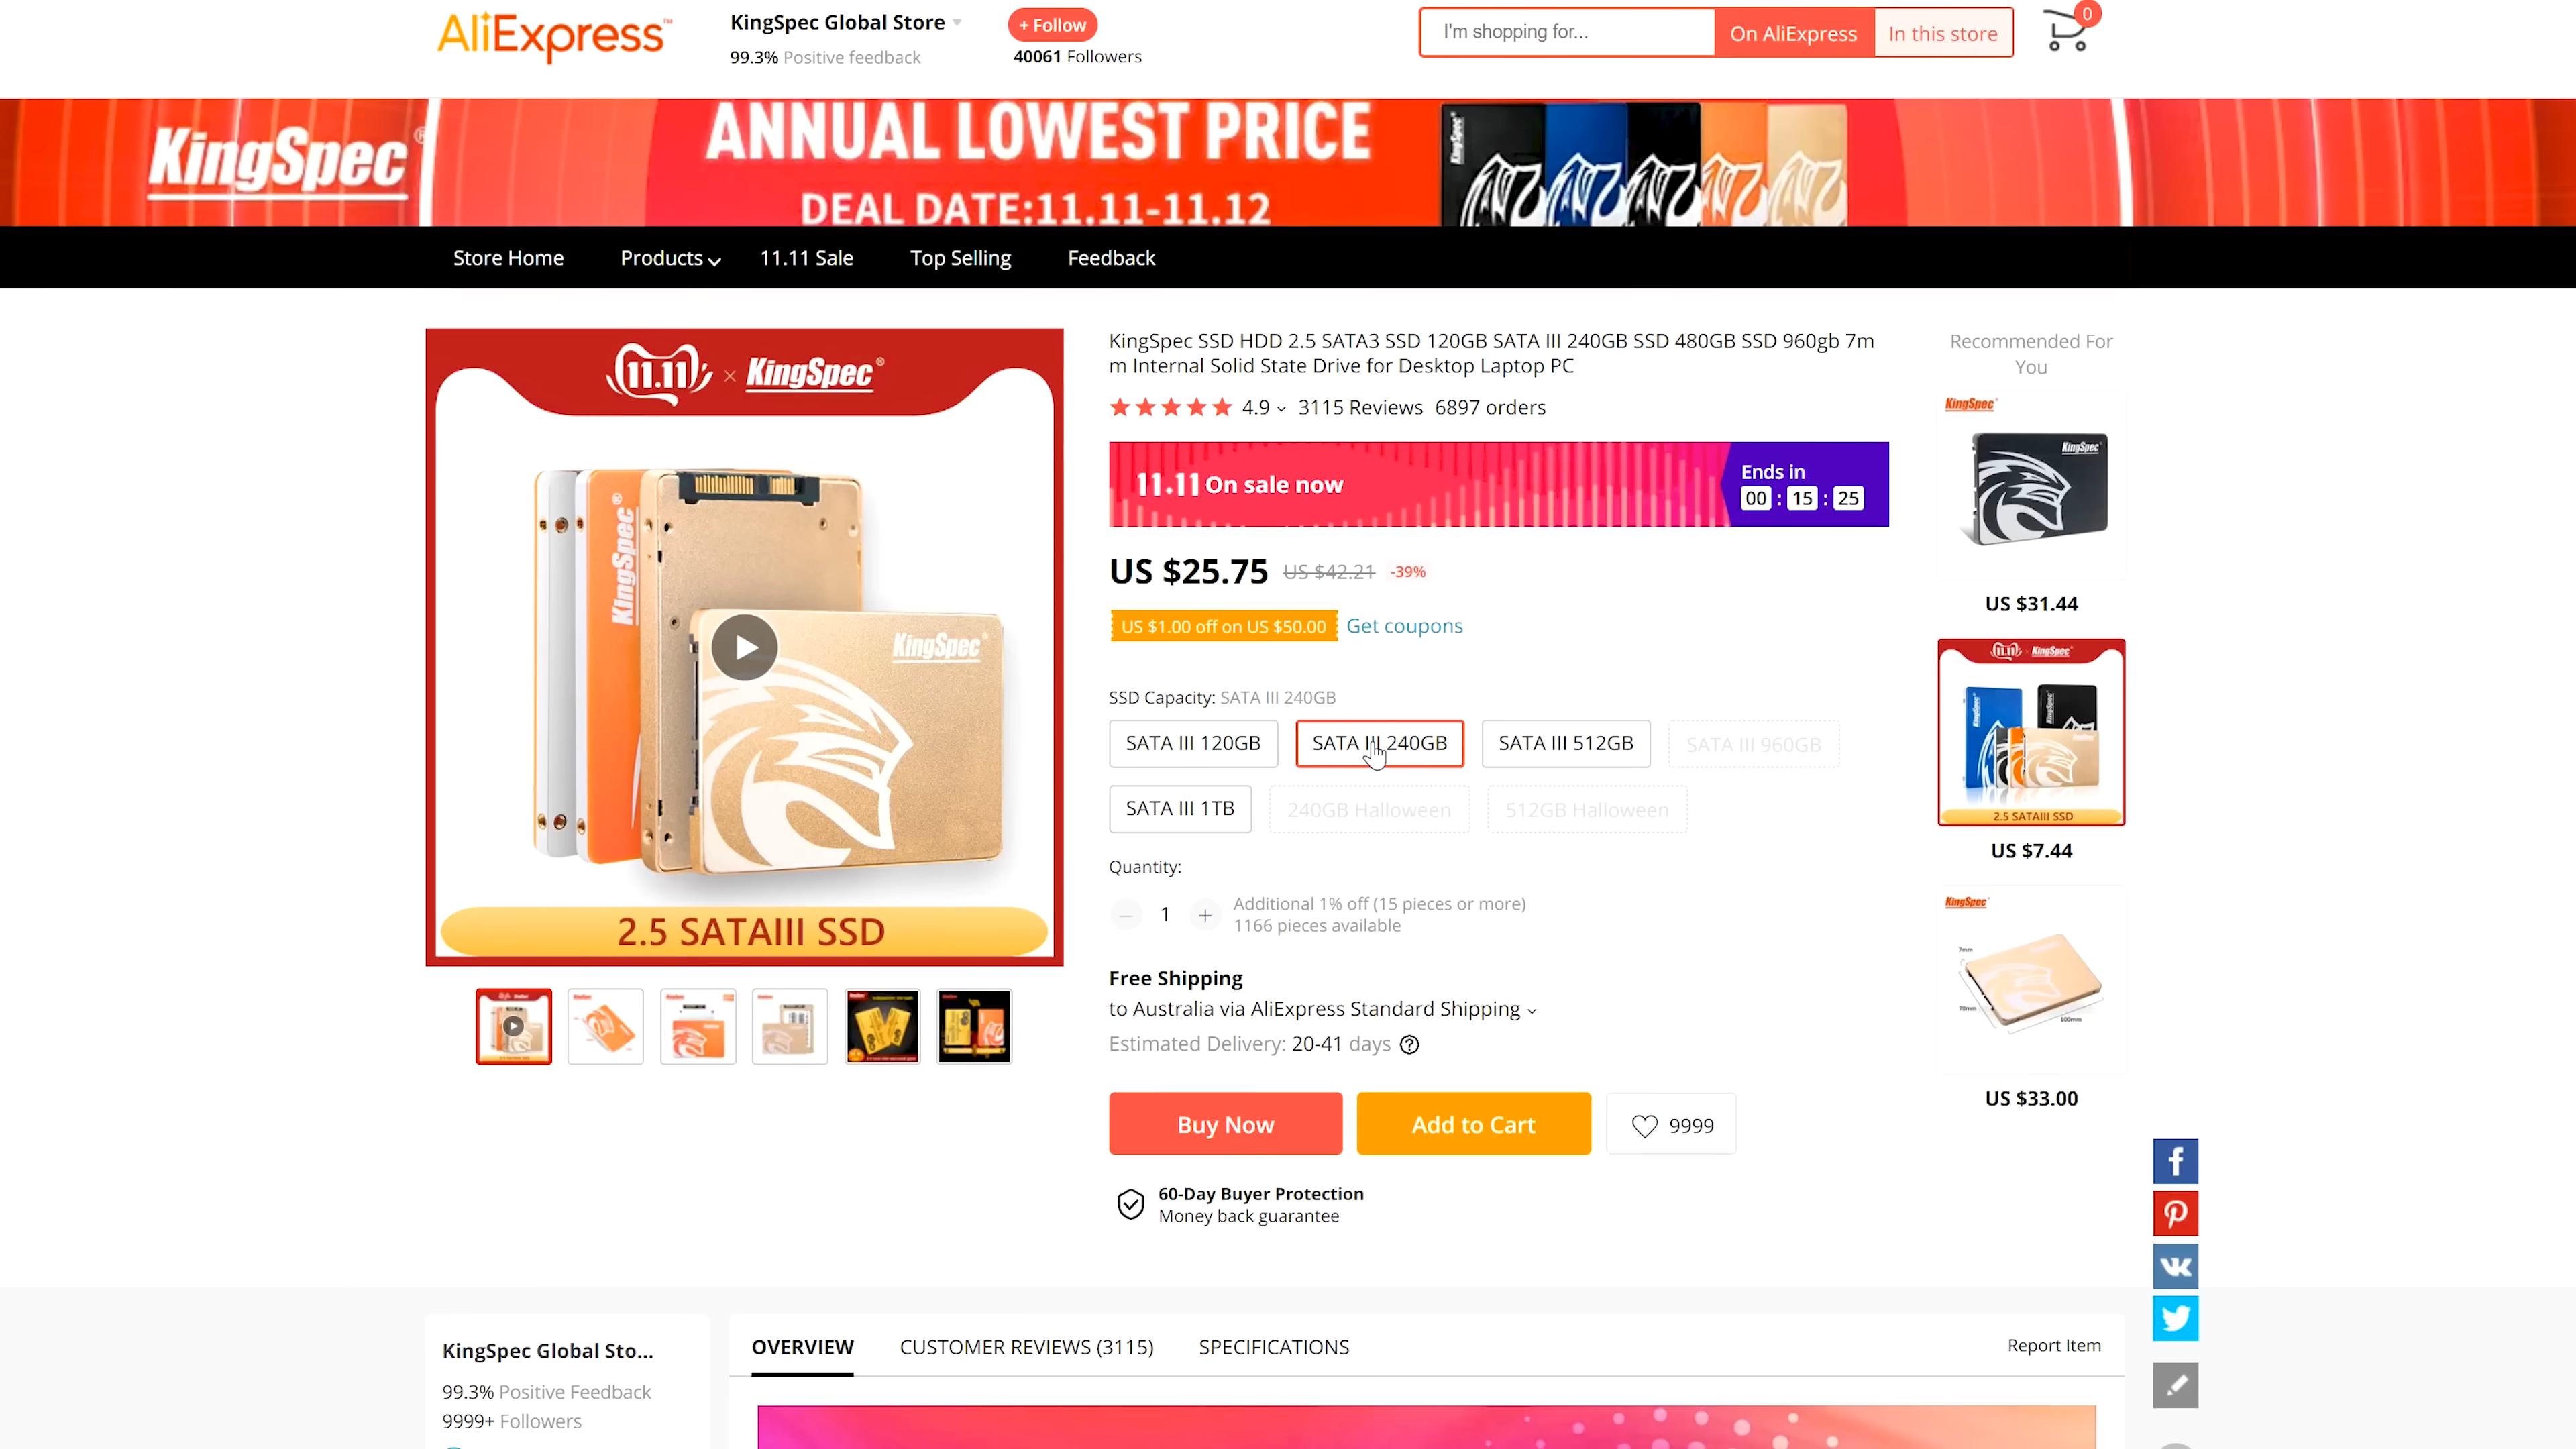 AliExpress™
KingSpec Global Store
99.3% Positive feedback
+ Follow
40061 Followers
I'm shopping for...
On AliExpress
In this store
0
KingSpec®
ANNUAL LOWEST PRICE
DEAL DATE:11.11-11.12
KingSpec
Store Home
Products
11.11 Sale
Top Selling
Feedback
11.11 × KingSpec®
KingSpec®
KingSpec®
2.5 SATAIII SSD
KingSpec SSD HDD 2.5 SATA3 SSD 120GB SATA III 240GB SSD 480GB SSD 960gb 7m
m Internal Solid State Drive for Desktop Laptop PC
4.9 3115 Reviews 6897 orders
11.11 On sale now
Ends in
00 : 15 : 25
US $25.75 US $42.21 -39%
US $1.00 off on US $50.00 Get coupons
SSD Capacity: SATA III 240GB
SATA III 120GB
SATA III 240GB
SATA III 512GB
SATA III 960GB
SATA III 1TB
240GB Halloween
512GB Halloween
Quantity:
1
Additional 1% off (15 pieces or more)
1166 pieces available
Free Shipping
to Australia via AliExpress Standard Shipping
Estimated Delivery: 20-41 days
Buy Now
Add to Cart
9999
60-Day Buyer Protection
Money back guarantee
Recommended For
You
KingSpec
KingSpec
US $31.44
11.11 KingSpec
2.5 SATAIII SSD
US $7.44
KingSpec
7mm
70mm
100mm
US $33.00
KingSpec Global Sto...
99.3% Positive Feedback
9999+ Followers
OVERVIEW
CUSTOMER REVIEWS (3115)
SPECIFICATIONS
Report Item